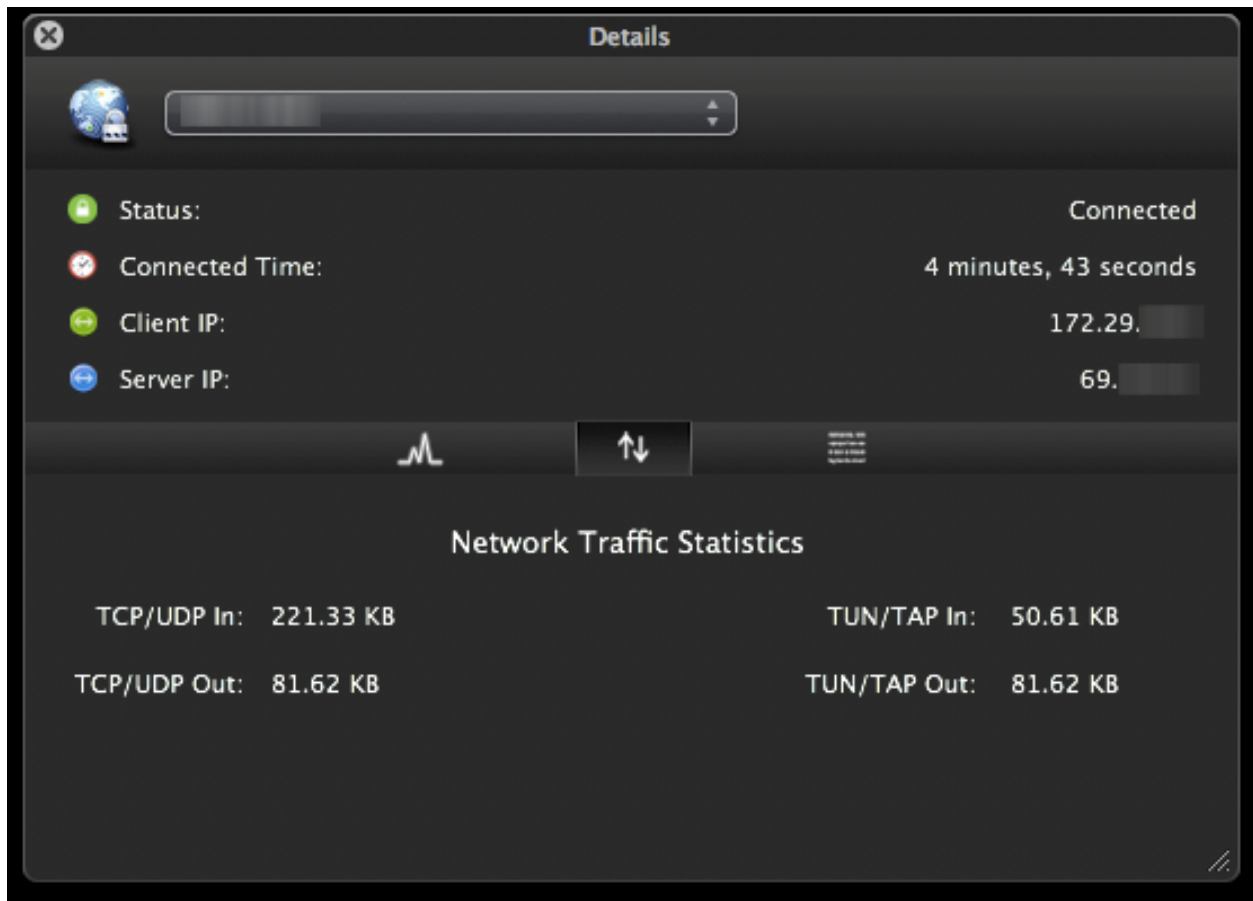 Details
Status: Connected
Connected Time: 4 minutes, 43 seconds
Client IP: 172.29.
Server IP: 69.
Network Traffic Statistics
TCP/UDP In: 221.33 KB TUN/TAP In: 50.61 KB
TCP/UDP Out: 81.62 KB TUN/TAP Out: 81.62 KB